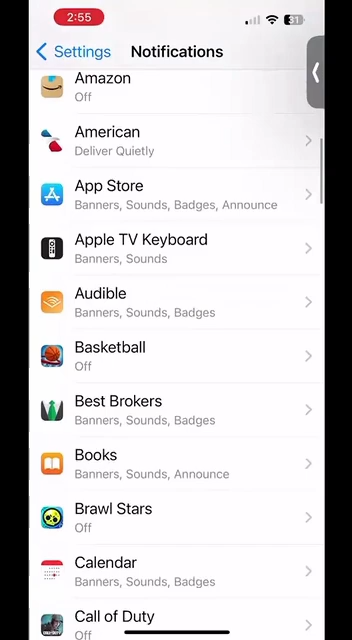 2:55
31
Settings
Notifications
Amazon
Off
American
Deliver Quietly
App Store
Banners, Sounds, Badges, Announce
Apple TV Keyboard
Banners, Sounds
Audible
Banners, Sounds, Badges
Basketball
Off
Best Brokers
Banners, Sounds, Badges
Books
Banners, Sounds, Announce
Brawl Stars
Off
Calendar
Banners, Sounds, Badges
Call of Duty
Off